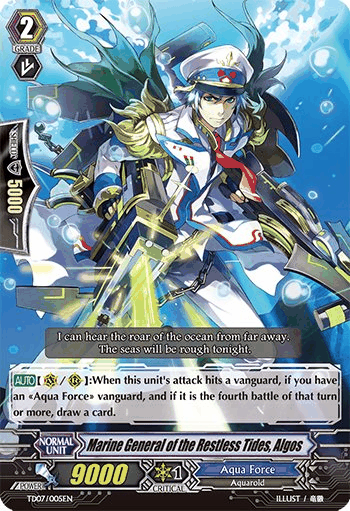 2
GRADE
SHIELD
5000
I can hear the roar of the ocean from far away.
The seas will be rough tonight.
AUTO [ / ]:When this unit's attack hits a vanguard, if you have
an «Aqua Force» vanguard, and if it is the fourth battle of that turn
or more, draw a card.
NORMAL
UNIT
Marine General of the Restless Tides, Algos
POWER
9000
1
CRITICAL
Aqua Force
Aquaroid
TD07/005EN
ILLUST / 竜徹